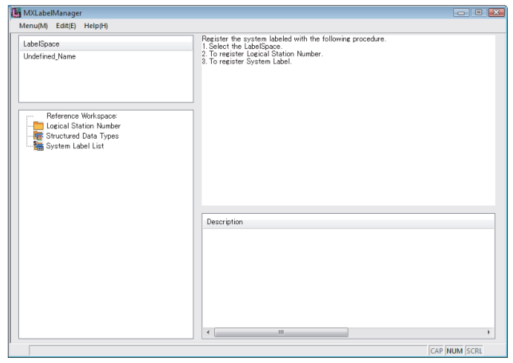 MXLabelManager
Menu(M) Edit(E) Help(H)
LabelSpace
Undefined_Name
Reference Workspace:
Logical Station Number
Structured Data Types
System Label List
Register the system labeled with the following procedure.
1. Select the LabelSpace.
2. To register Logical Station Number.
3. To register System Label.
Description
CAP NUM SCRL